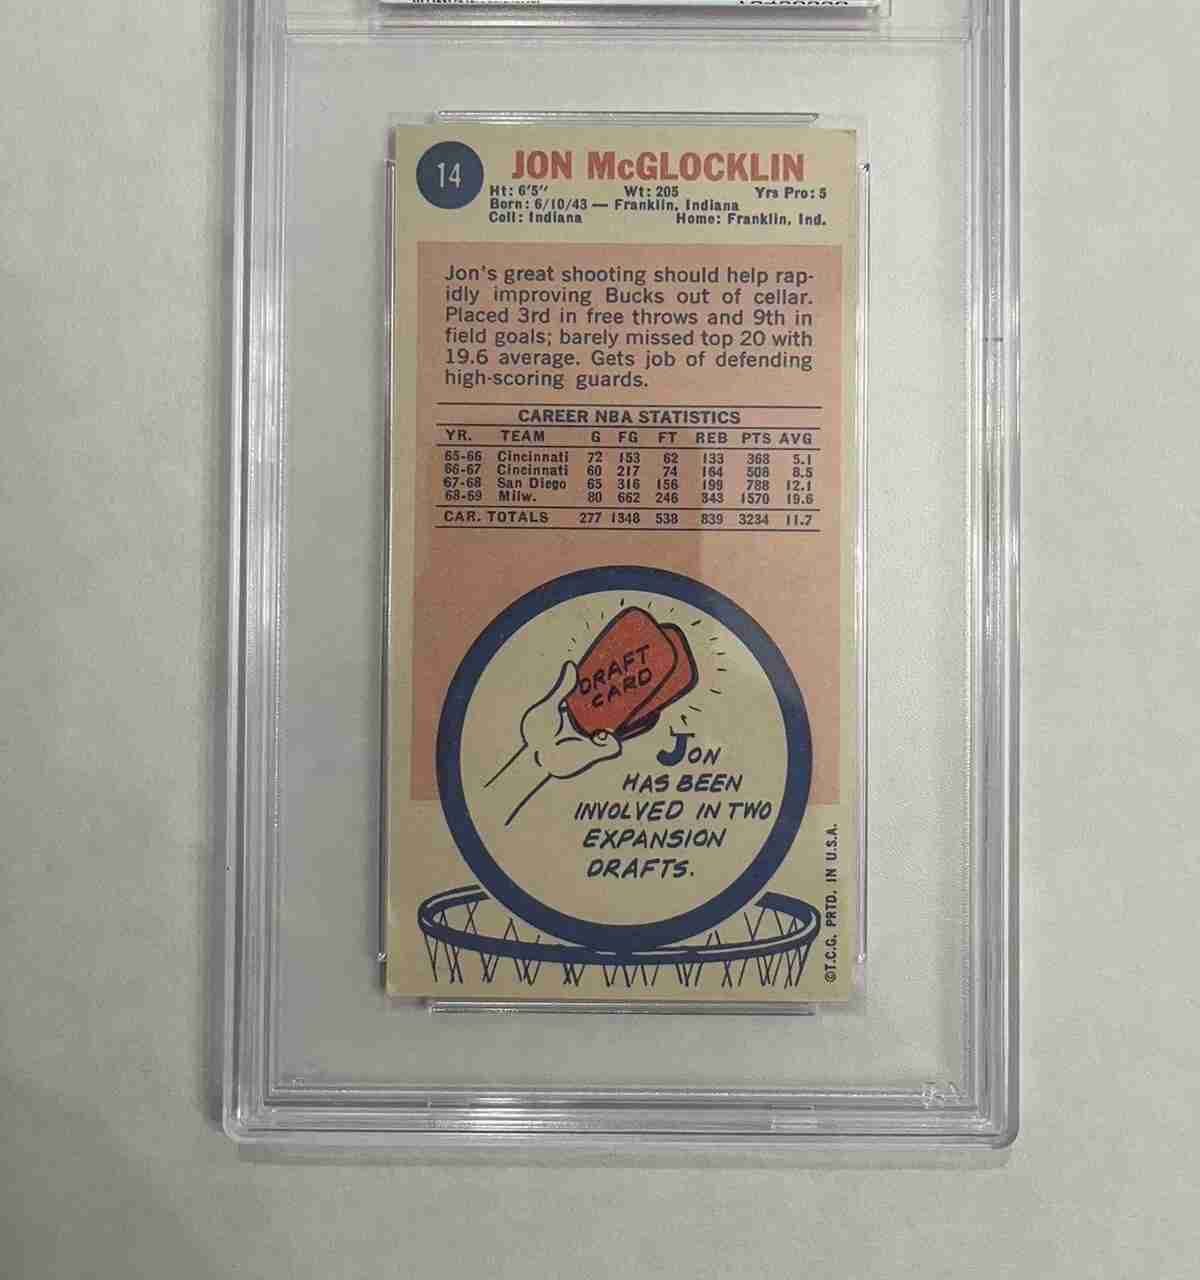 14
JON McGLOCKLIN
Ht: 6'5" Wt: 205 Yrs Pro: 5
Born: 6/10/43 — Franklin, Indiana
Coll: Indiana Home: Franklin, Ind.
Jon's great shooting should help rap-
idly improving Bucks out of cellar.
Placed 3rd in free throws and 9th in
field goals; barely missed top 20 with
19.6 average. Gets job of defending
high-scoring guards.
CAREER NBA STATISTICS
YR. TEAM G FG FT REB PTS AVG
65-66 Cincinnati 72 153 62 133 368 5.1
66-67 Cincinnati 60 217 74 164 508 8.5
67-68 San Diego 65 316 156 199 788 12.1
68-69 Milw. 80 662 246 343 1570 19.6
CAR. TOTALS 277 1348 538 839 3234 11.7
DRAFT
CARD
JON
HAS BEEN
INVOLVED IN TWO
EXPANSION
DRAFTS.
©T.C.G. PRTD. IN U.S.A.